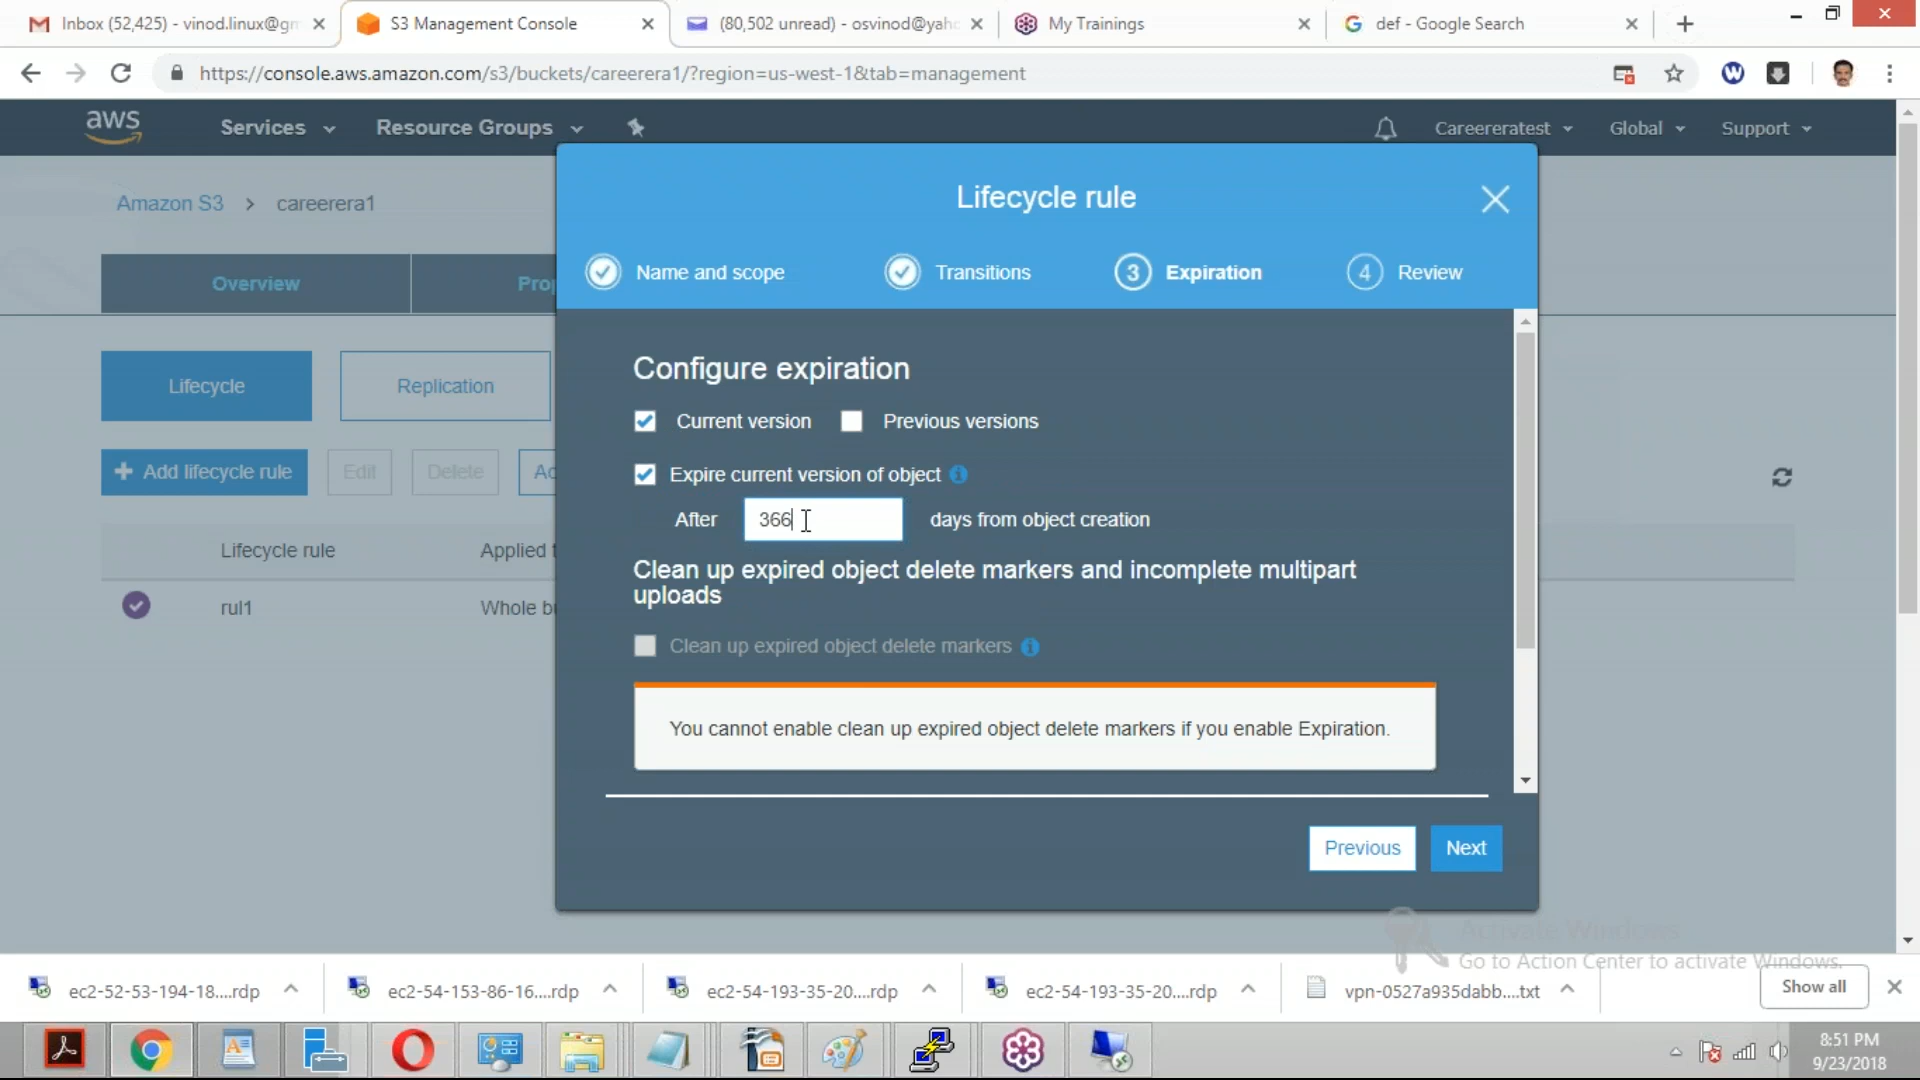 Inbox (52,425) - vinod.linux@gm
S3 Management Console
(80,502 unread) - osvinod@yaho
My Trainings
def - Google Search
https://console.aws.amazon.com/s3/buckets/careerera1/?region=us-west-1&tab=management
aws
Services
Resource Groups
Careereratest
Global
Support
Amazon S3 > careerera1
Overview
Prop
Lifecycle
Replication
+ Add lifecycle rule
Edit
Delete
Ac
Lifecycle rule
Applied t
rul1
Whole bu
Lifecycle rule
Name and scope
Transitions
3 Expiration
4 Review
Configure expiration
Current version
Previous versions
Expire current version of object
After 366 days from object creation
Clean up expired object delete markers and incomplete multipart
uploads
Clean up expired object delete markers
You cannot enable clean up expired object delete markers if you enable Expiration.
Previous
Next
Activate Windows
Go to Action Center to activate Windows.
ec2-52-53-194-18....rdp
ec2-54-153-86-16....rdp
ec2-54-193-35-20....rdp
ec2-54-193-35-20....rdp
vpn-0527a935dabb....txt
Show all
8:51 PM
9/23/2018